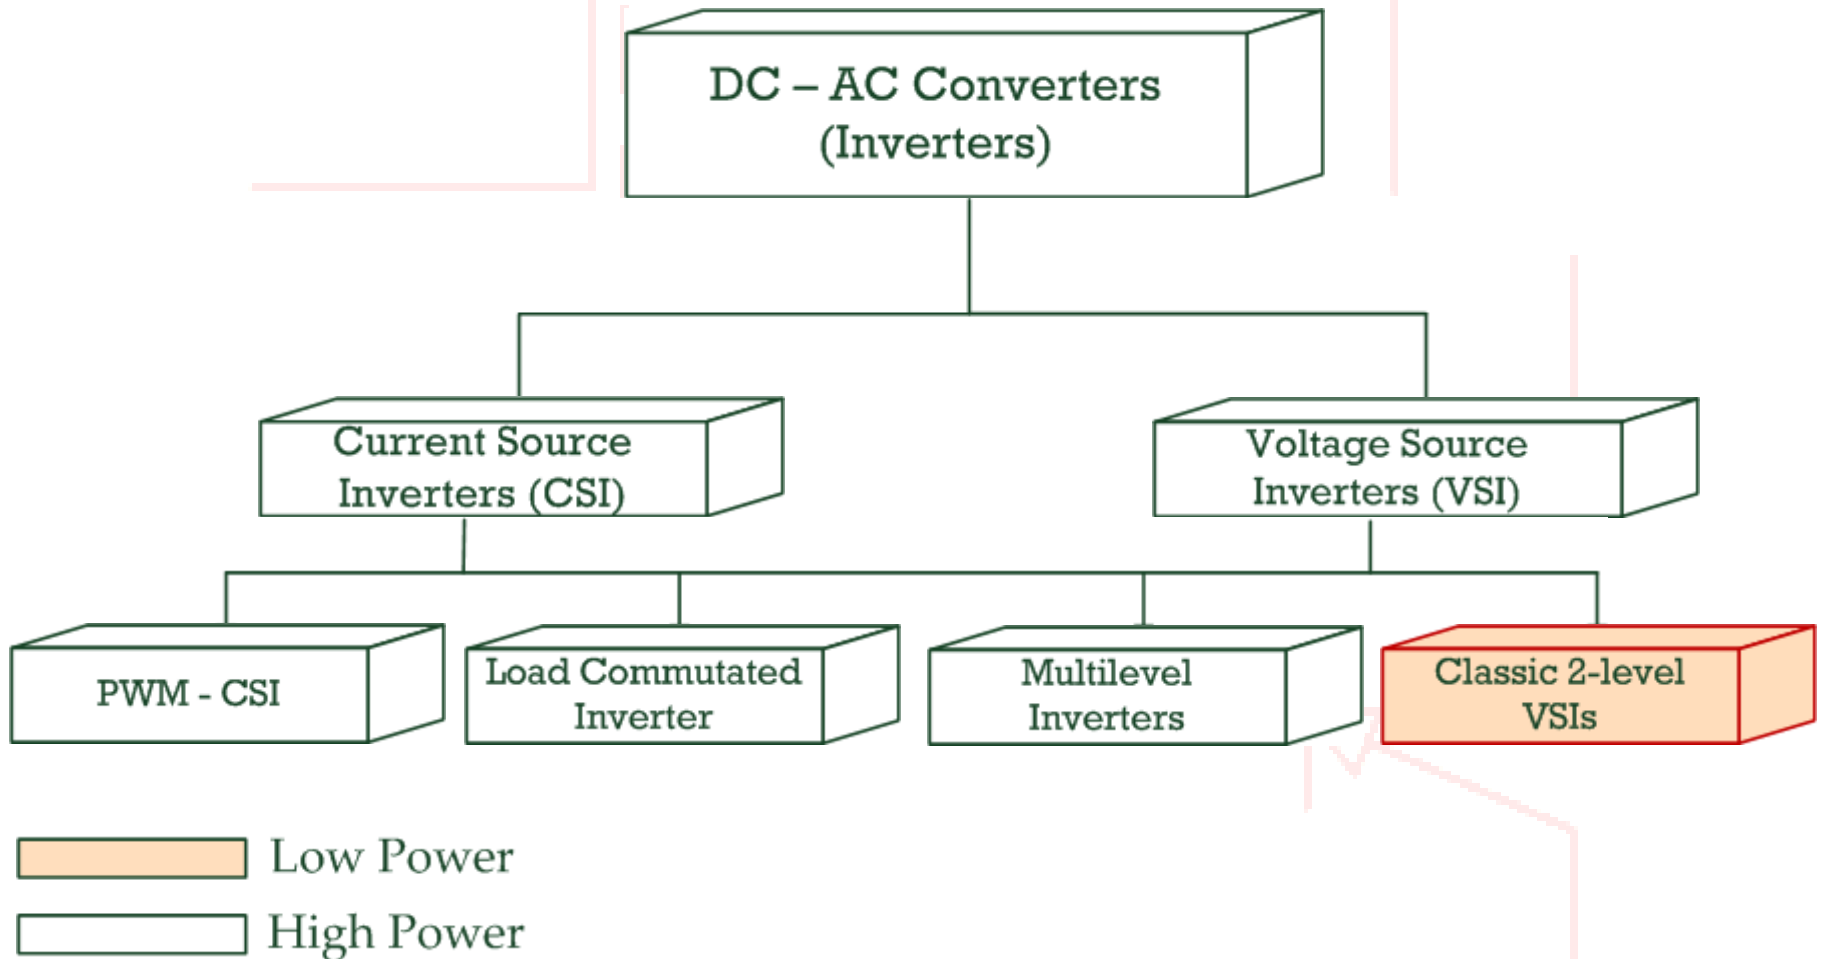 DC – AC Converters
(Inverters)
Current Source
Inverters (CSI)
Voltage Source
Inverters (VSI)
PWM - CSI
Load Commutated
Inverter
Multilevel
Inverters
Classic 2-level
VSIs
Low Power
High Power